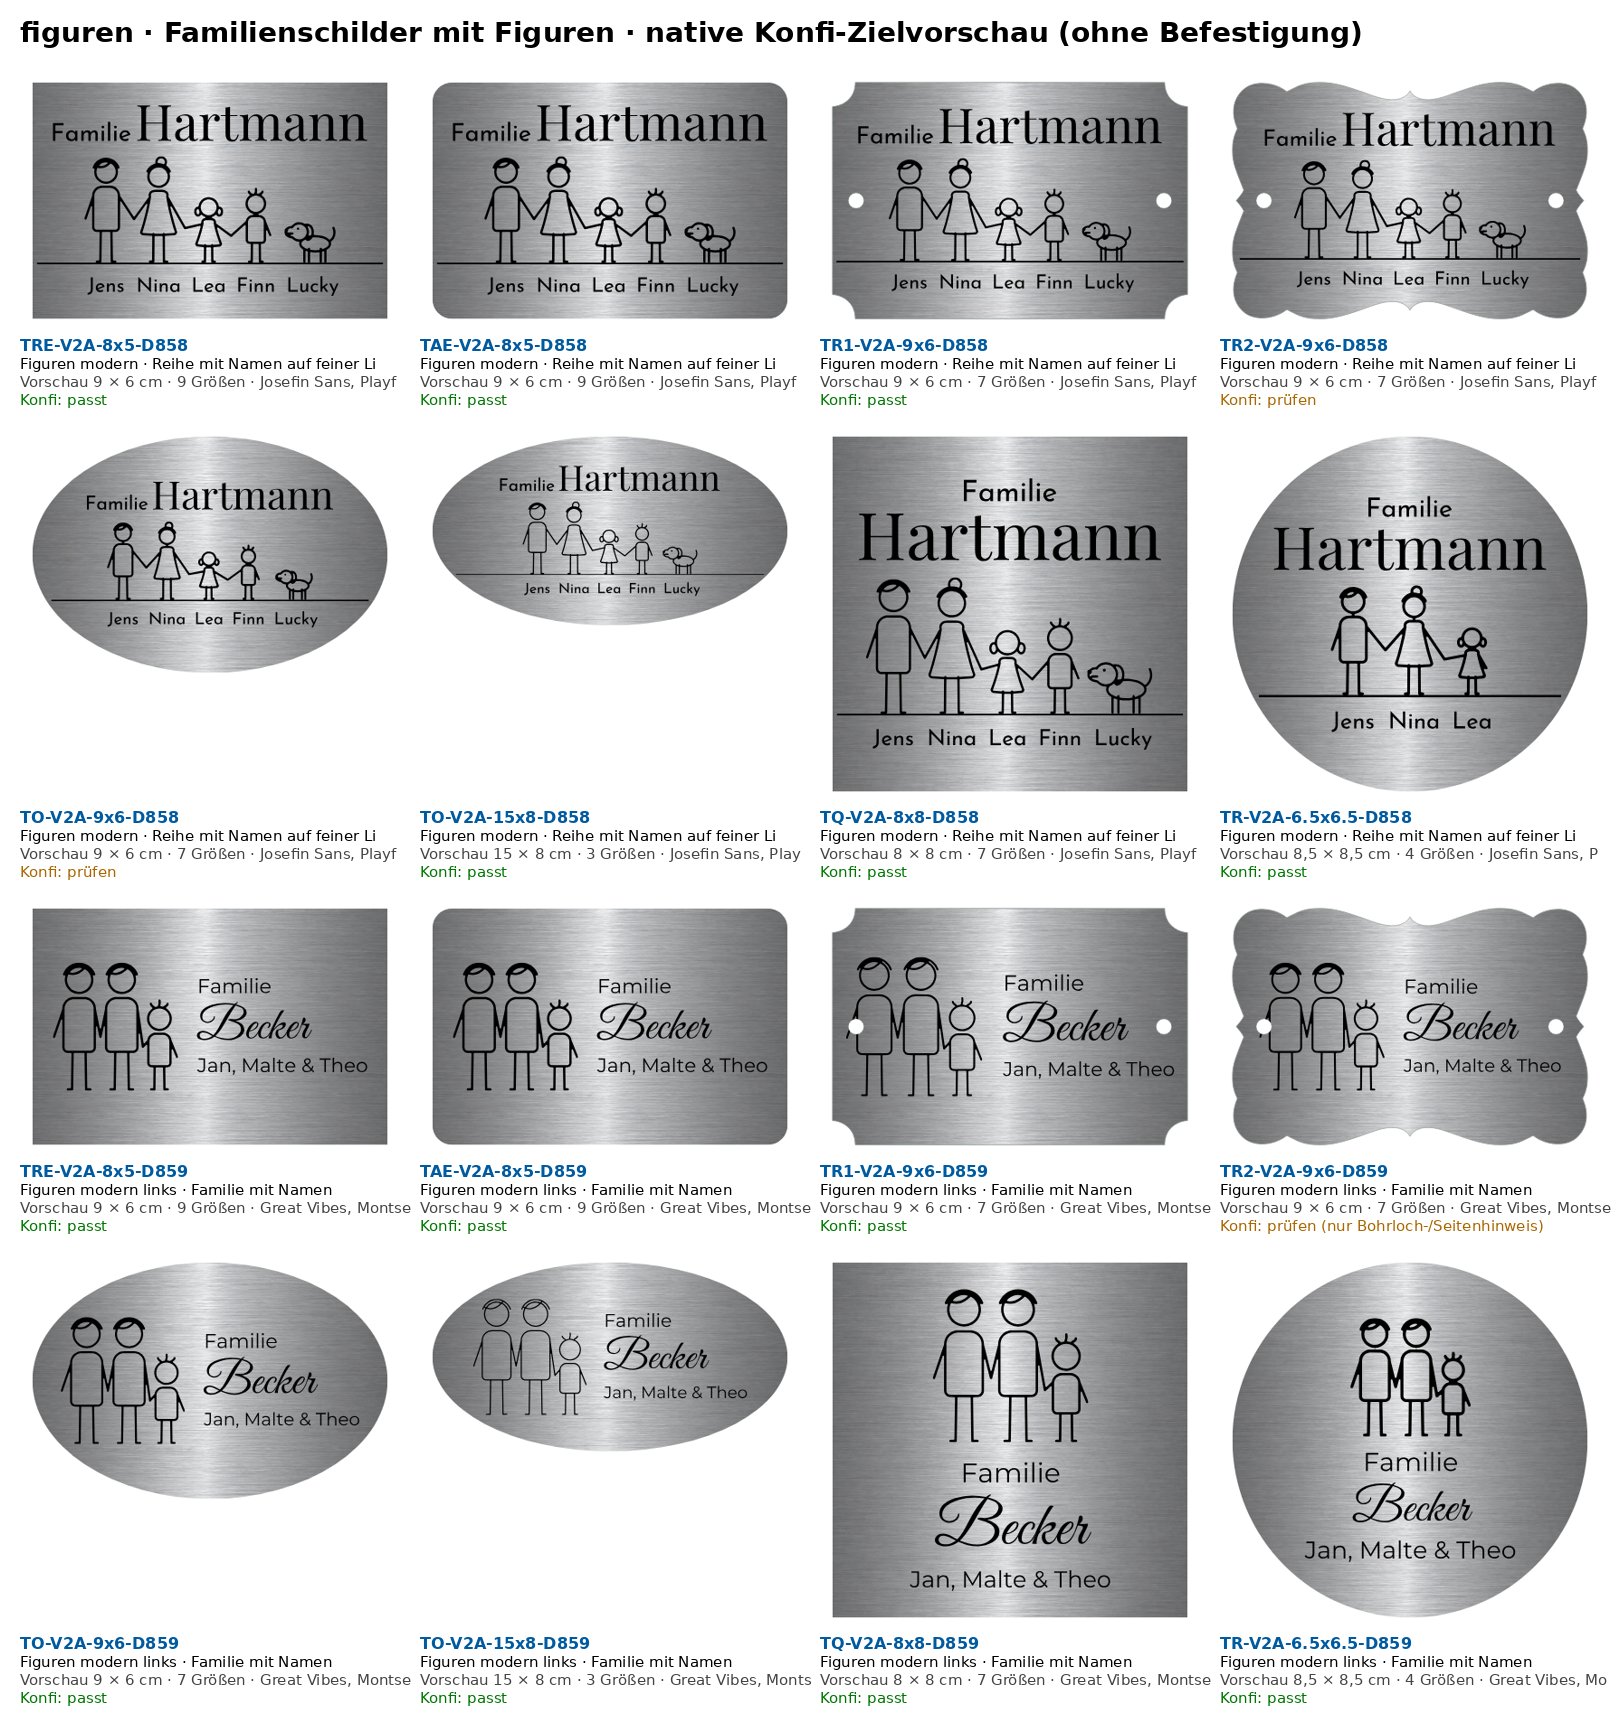 figuren · Familienschilder mit Figuren · native Konfi-Zielvorschau (ohne Befestigung)
Familie Hartmann
Jens Nina Lea Finn Lucky
TRE-V2A-8x5-D858
Figuren modern · Reihe mit Namen auf feiner Li
Vorschau 9 × 6 cm · 9 Größen · Josefin Sans, Playf
Konfi: passt
Familie Hartmann
Jens Nina Lea Finn Lucky
TAE-V2A-8x5-D858
Figuren modern · Reihe mit Namen auf feiner Li
Vorschau 9 × 6 cm · 9 Größen · Josefin Sans, Playf
Konfi: passt
Familie Hartmann
Jens Nina Lea Finn Lucky
TR1-V2A-9x6-D858
Figuren modern · Reihe mit Namen auf feiner Li
Vorschau 9 × 6 cm · 7 Größen · Josefin Sans, Playf
Konfi: passt
Familie Hartmann
Jens Nina Lea Finn Lucky
TR2-V2A-9x6-D858
Figuren modern · Reihe mit Namen auf feiner Li
Vorschau 9 × 6 cm · 7 Größen · Josefin Sans, Playf
Konfi: prüfen
Familie Hartmann
Jens Nina Lea Finn Lucky
TO-V2A-9x6-D858
Figuren modern · Reihe mit Namen auf feiner Li
Vorschau 9 × 6 cm · 7 Größen · Josefin Sans, Playf
Konfi: prüfen
Familie Hartmann
Jens Nina Lea Finn Lucky
TO-V2A-15x8-D858
Figuren modern · Reihe mit Namen auf feiner Li
Vorschau 15 × 8 cm · 3 Größen · Josefin Sans, Play
Konfi: passt
Familie
Hartmann
Jens Nina Lea Finn Lucky
TQ-V2A-8x8-D858
Figuren modern · Reihe mit Namen auf feiner Li
Vorschau 8 × 8 cm · 7 Größen · Josefin Sans, Playf
Konfi: passt
Familie
Hartmann
Jens Nina Lea
TR-V2A-6.5x6.5-D858
Figuren modern · Reihe mit Namen auf feiner Li
Vorschau 8,5 × 8,5 cm · 4 Größen · Josefin Sans, P
Konfi: passt
Familie
Becker
Jan, Malte & Theo
TRE-V2A-8x5-D859
Figuren modern links · Familie mit Namen
Vorschau 9 × 6 cm · 9 Größen · Great Vibes, Montse
Konfi: passt
Familie
Becker
Jan, Malte & Theo
TAE-V2A-8x5-D859
Figuren modern links · Familie mit Namen
Vorschau 9 × 6 cm · 9 Größen · Great Vibes, Montse
Konfi: passt
Familie
Becker
Jan, Malte & Theo
TR1-V2A-9x6-D859
Figuren modern links · Familie mit Namen
Vorschau 9 × 6 cm · 7 Größen · Great Vibes, Montse
Konfi: passt
Familie
Becker
Jan, Malte & Theo
TR2-V2A-9x6-D859
Figuren modern links · Familie mit Namen
Vorschau 9 × 6 cm · 7 Größen · Great Vibes, Montse
Konfi: prüfen (nur Bohrloch-/Seitenhinweis)
Familie
Becker
Jan, Malte & Theo
TO-V2A-9x6-D859
Figuren modern links · Familie mit Namen
Vorschau 9 × 6 cm · 7 Größen · Great Vibes, Montse
Konfi: passt
Familie
Becker
Jan, Malte & Theo
TO-V2A-15x8-D859
Figuren modern links · Familie mit Namen
Vorschau 15 × 8 cm · 3 Größen · Great Vibes, Monts
Konfi: passt
Familie
Becker
Jan, Malte & Theo
TQ-V2A-8x8-D859
Figuren modern links · Familie mit Namen
Vorschau 8 × 8 cm · 7 Größen · Great Vibes, Montse
Konfi: passt
Familie
Becker
Jan, Malte & Theo
TR-V2A-6.5x6.5-D859
Figuren modern links · Familie mit Namen
Vorschau 8,5 × 8,5 cm · 4 Größen · Great Vibes, Mo
Konfi: passt